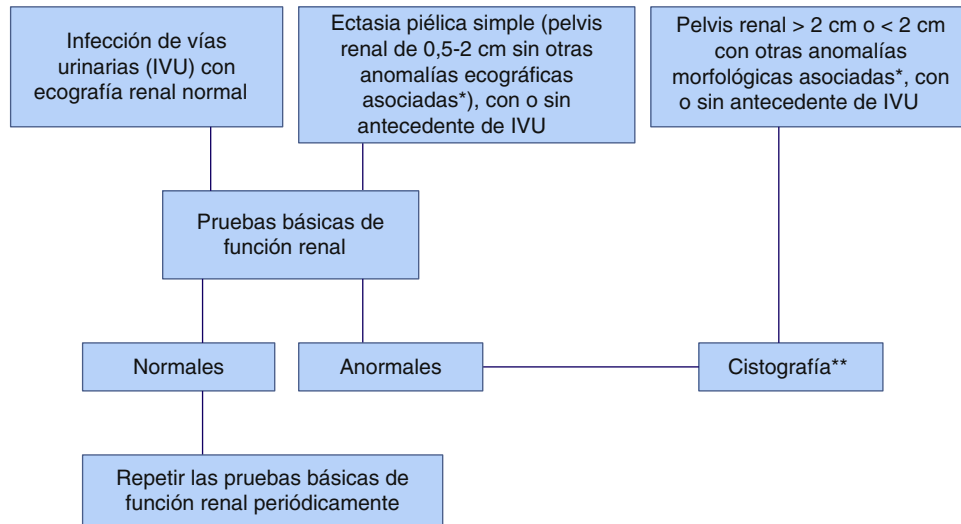 Infección de vías
urinarias (IVU) con
ecografía renal normal
Ectasia piélica simple (pelvis
renal de 0,5-2 cm sin otras
anomalías ecográficas
asociadas*), con o sin
antecedente de IVU
Pelvis renal > 2 cm o < 2 cm
con otras anomalías
morfológicas asociadas*, con
o sin antecedente de IVU
Pruebas básicas de
función renal
Normales
Anormales
Cistografía**
Repetir las pruebas básicas de
función renal periódicamente